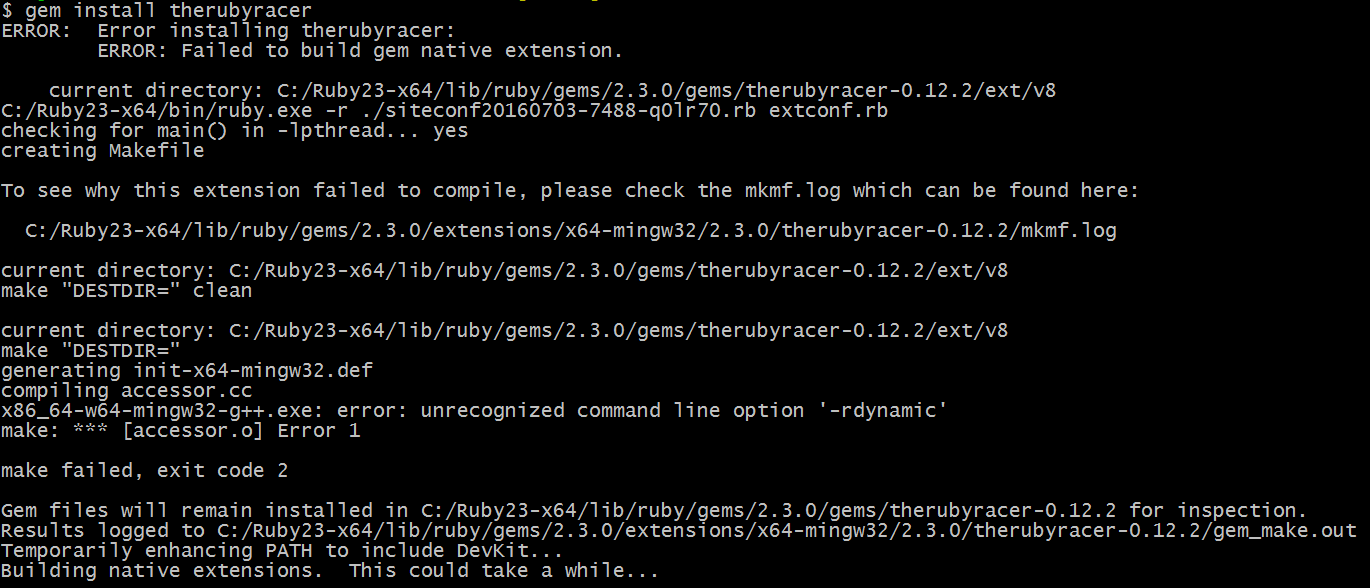 $ gem install therubyracer
ERROR:  Error installing therubyracer:
        ERROR: Failed to build gem native extension.

    current directory: C:/Ruby23-x64/lib/ruby/gems/2.3.0/gems/therubyracer-0.12.2/ext/v8
C:/Ruby23-x64/bin/ruby.exe -r ./siteconf20160703-7488-q0lr70.rb extconf.rb
checking for main() in -lpthread... yes
creating Makefile

To see why this extension failed to compile, please check the mkmf.log which can be found here:

  C:/Ruby23-x64/lib/ruby/gems/2.3.0/extensions/x64-mingw32/2.3.0/therubyracer-0.12.2/mkmf.log

current directory: C:/Ruby23-x64/lib/ruby/gems/2.3.0/gems/therubyracer-0.12.2/ext/v8
make "DESTDIR=" clean

current directory: C:/Ruby23-x64/lib/ruby/gems/2.3.0/gems/therubyracer-0.12.2/ext/v8
make "DESTDIR="
generating init-x64-mingw32.def
compiling accessor.cc
x86_64-w64-mingw32-g++.exe: error: unrecognized command line option '-rdynamic'
make: *** [accessor.o] Error 1

make failed, exit code 2

Gem files will remain installed in C:/Ruby23-x64/lib/ruby/gems/2.3.0/gems/therubyracer-0.12.2 for inspection.
Results logged to C:/Ruby23-x64/lib/ruby/gems/2.3.0/extensions/x64-mingw32/2.3.0/therubyracer-0.12.2/gem_make.out
Temporarily enhancing PATH to include DevKit...
Building native extensions.  This could take a while...